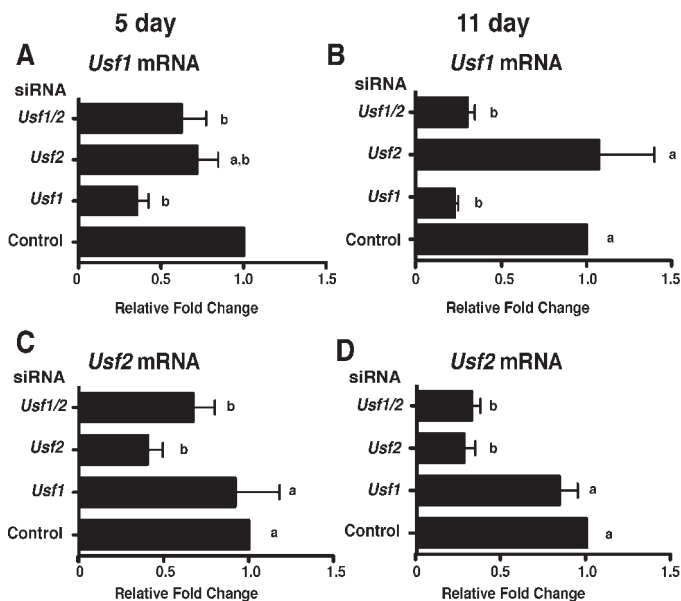 5 day
11 day
A
Usf1 mRNA
siRNA
Usf1/2
b
Usf2
a,b
Usf1
b
Control
0
0.5
1.0
1.5
Relative Fold Change
B
Usf1 mRNA
siRNA
Usf1/2
b
Usf2
a
Usf1
b
Control
a
0
0.5
1.0
1.5
Relative Fold Change
C
Usf2 mRNA
siRNA
Usf1/2
b
Usf2
b
Usf1
a
Control
a
0
0.5
1.0
1.5
Relative Fold Change
D
Usf2 mRNA
siRNA
Usf1/2
b
Usf2
b
Usf1
a
Control
a
0
0.5
1.0
1.5
Relative Fold Change